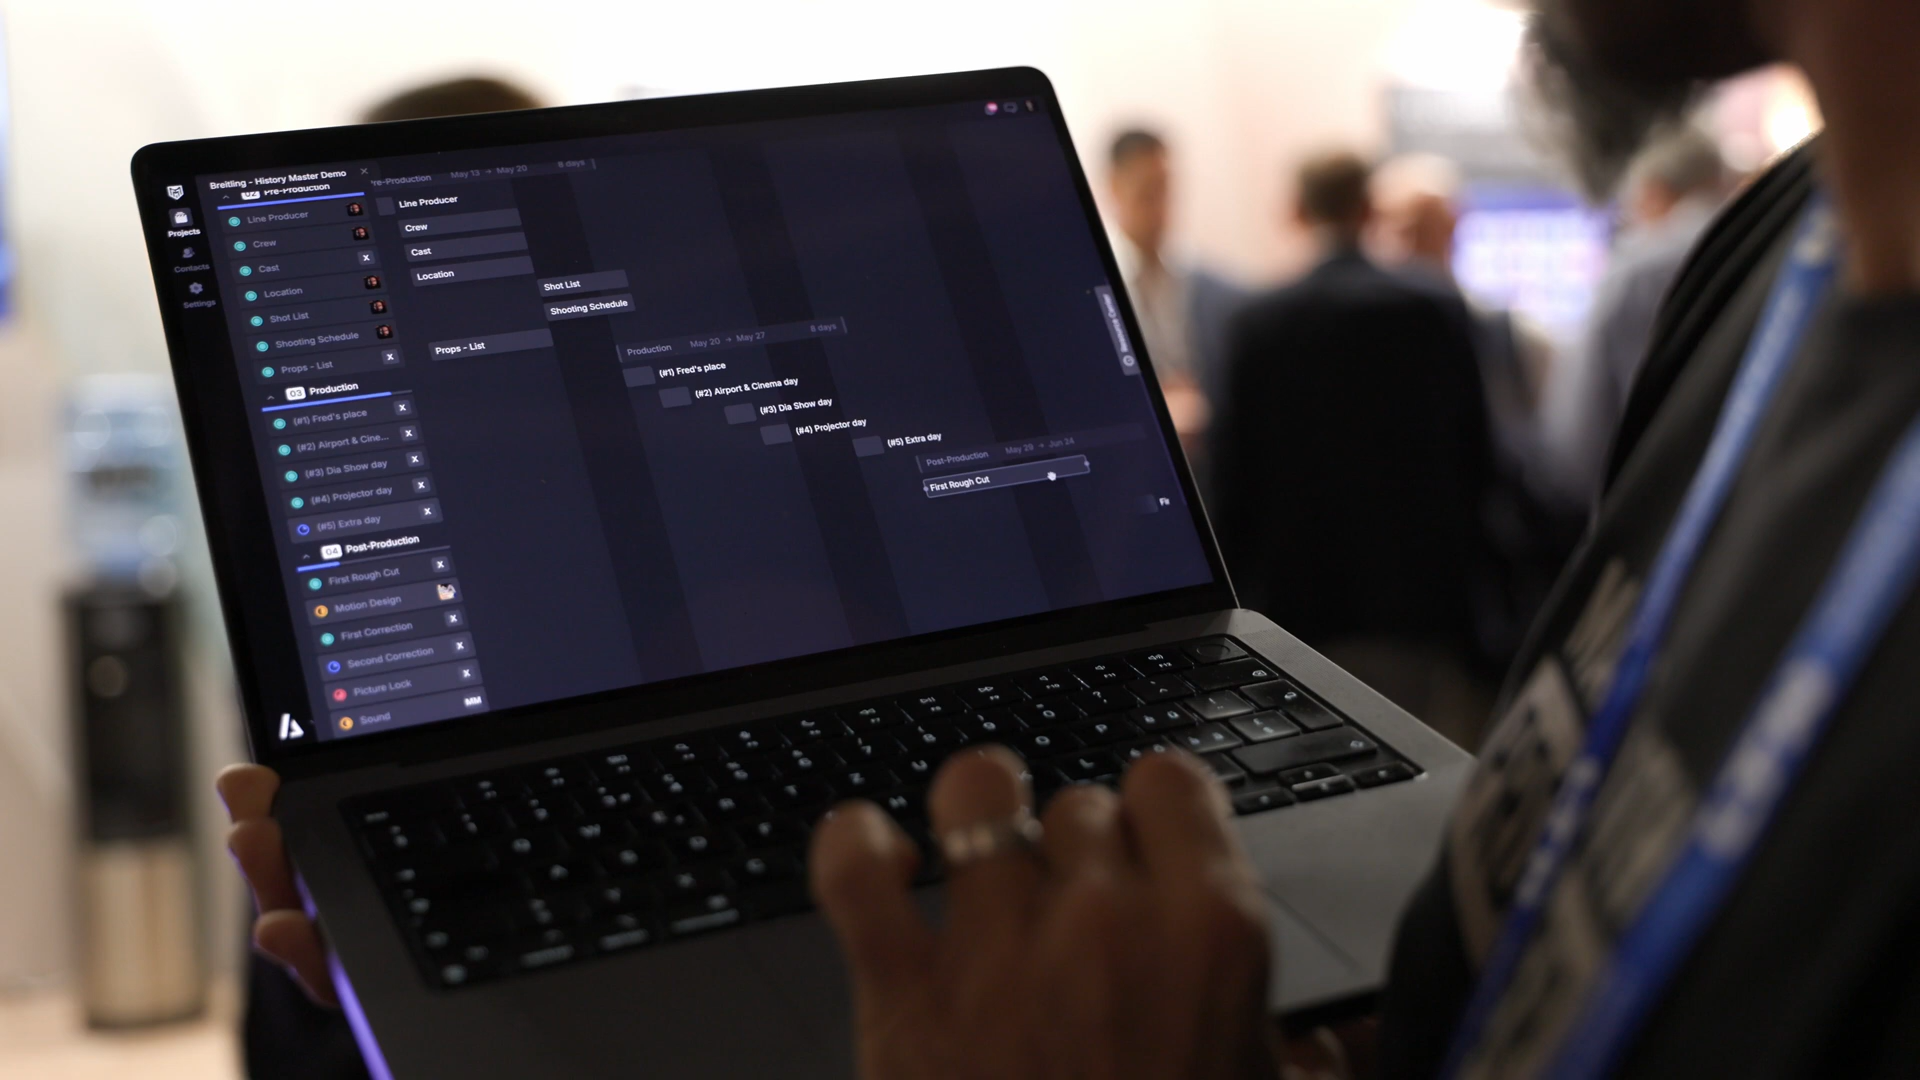 Breitling - History Master Demo
02 Pre-Production
Projects
Contacts
Settings
Line Producer
Crew
Cast
X
Location
Shot List
Shooting Schedule
Props - List
X
03 Production
(#1) Fred's place
X
(#2) Airport & Cine...
X
(#3) Dia Show day
X
(#4) Projector day
X
(#5) Extra day
X
04 Post-Production
First Rough Cut
X
Motion Design
First Correction
X
Second Correction
X
Picture Lock
X
Sound
MM
re-Production May 13 → May 20 8 days
Line Producer
Crew
Cast
Location
Shot List
Shooting Schedule
Props - List
Production May 20 → May 27 8 days
(#1) Fred's place
(#2) Airport & Cinema day
(#3) Dia Show day
(#4) Projector day
(#5) Extra day
Post-Production May 29 → Jun 24
First Rough Cut
Fi